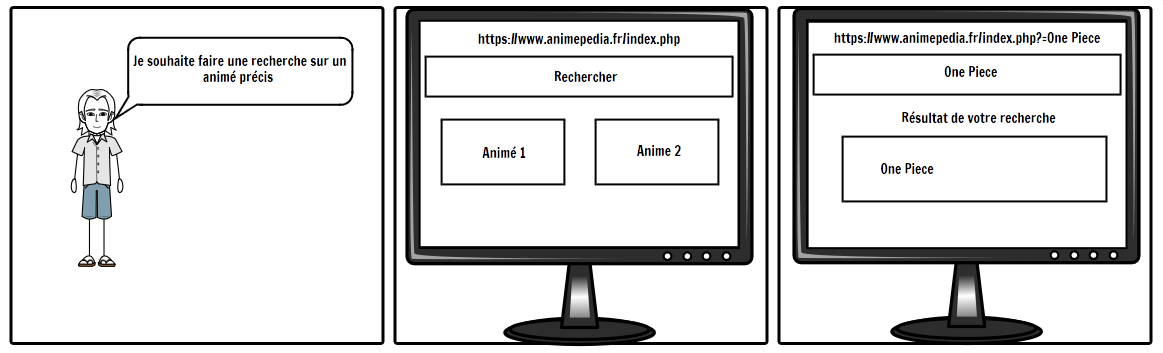 Je souhaite faire une recherche sur un
animé précis
https://www.animepedia.fr/index.php
Rechercher
Animé 1
Anime 2
https://www.animepedia.fr/index.php?=One Piece
One Piece
Résultat de votre recherche
One Piece